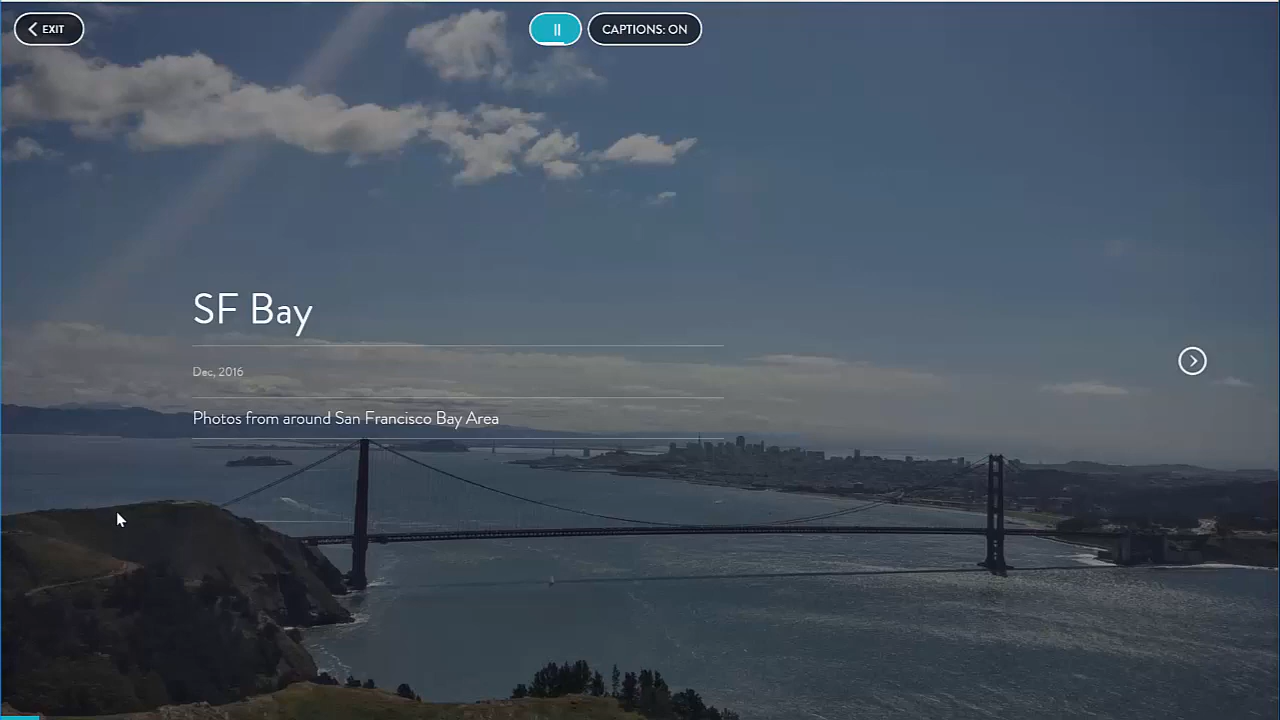 EXIT
CAPTIONS: ON
SF Bay
Dec, 2016
Photos from around San Francisco Bay Area